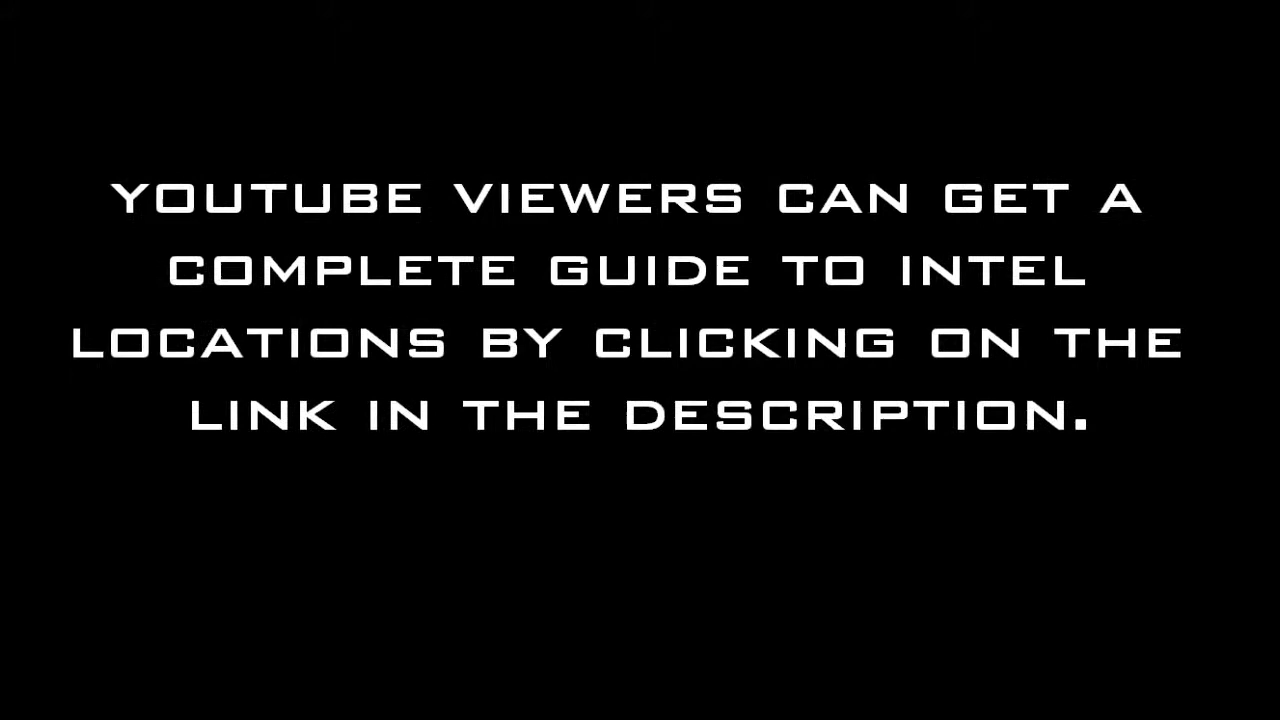 YOUTUBE VIEWERS CAN GET A
COMPLETE GUIDE TO INTEL
LOCATIONS BY CLICKING ON THE
LINK IN THE DESCRIPTION.